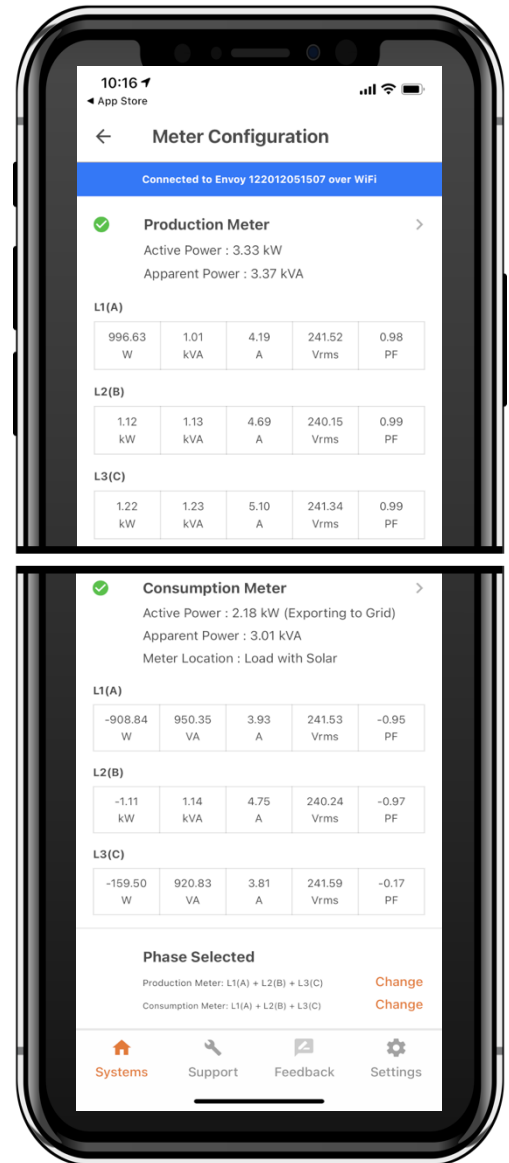 10:16
App Store
Meter Configuration
Connected to Envoy 122012051507 over WiFi
Production Meter
Active Power : 3.33 kW
Apparent Power : 3.37 kVA
L1(A)
996.63 1.01 4.19 241.52 0.98
W kVA A Vrms PF
L2(B)
1.12 1.13 4.69 240.15 0.99
kW kVA A Vrms PF
L3(C)
1.22 1.23 5.10 241.34 0.99
kW kVA A Vrms PF
Consumption Meter
Active Power : 2.18 kW (Exporting to Grid)
Apparent Power : 3.01 kVA
Meter Location : Load with Solar
L1(A)
-908.84 950.35 3.93 241.53 -0.95
W VA A Vrms PF
L2(B)
-1.11 1.14 4.75 240.24 -0.97
kW kVA A Vrms PF
L3(C)
-159.50 920.83 3.81 241.59 -0.17
W VA A Vrms PF
Phase Selected
Production Meter: L1(A) + L2(B) + L3(C) Change
Consumption Meter: L1(A) + L2(B) + L3(C) Change
Systems Support Feedback Settings